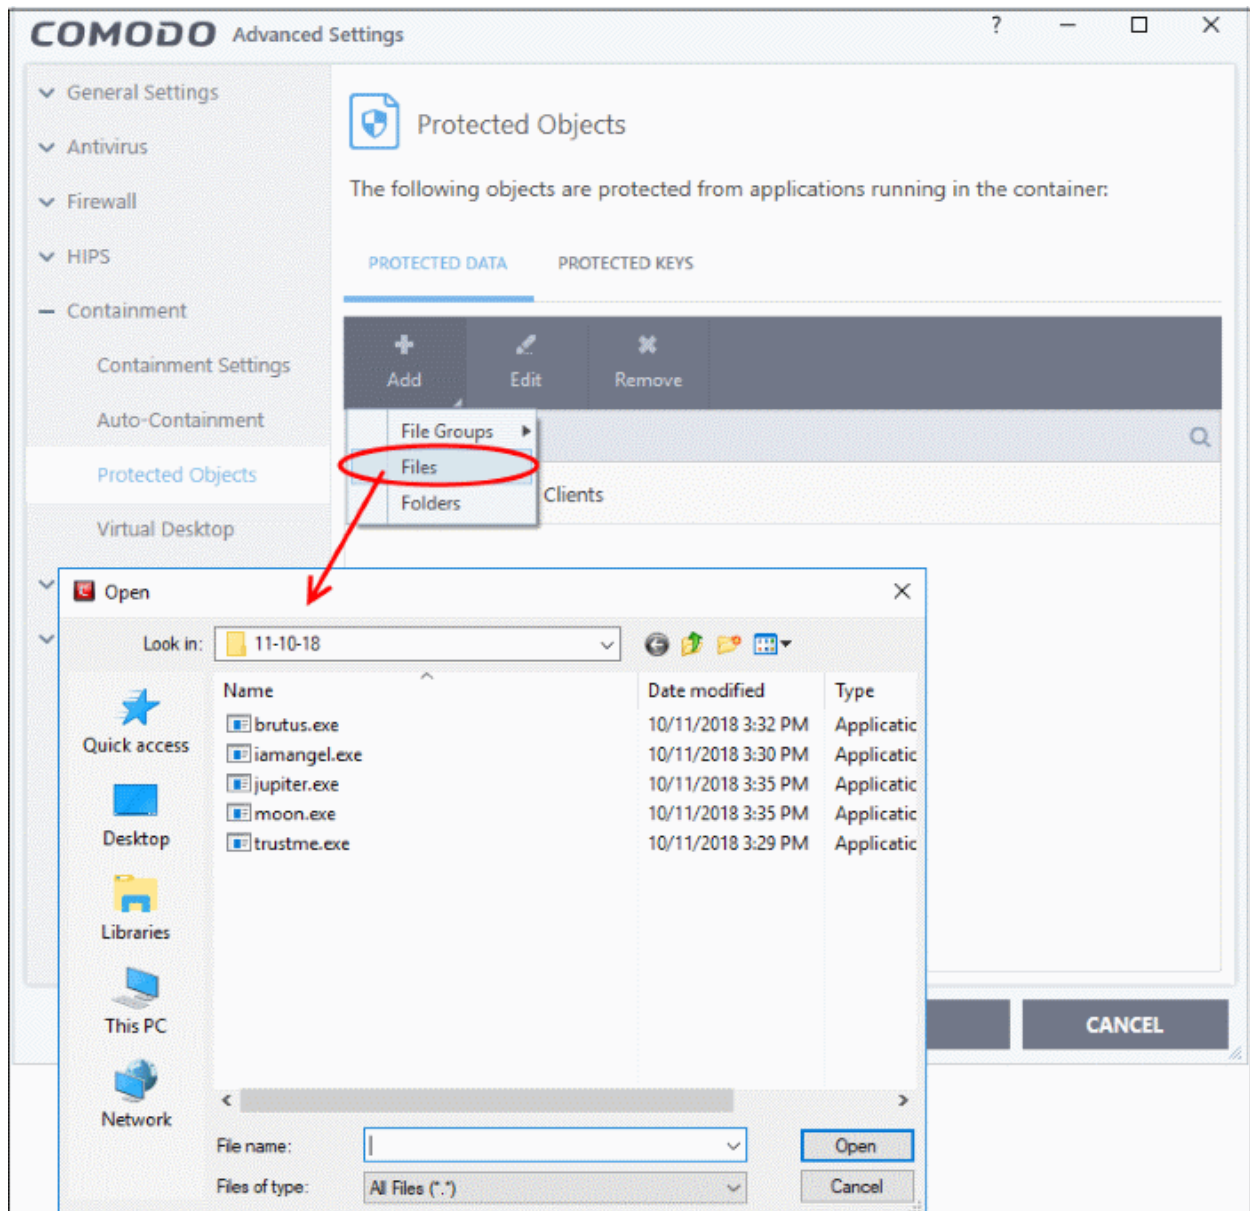 COMODO Advanced Settings
?
General Settings
Antivirus
Firewall
HIPS
Containment
Containment Settings
Auto-Containment
Protected Objects
Virtual Desktop
Protected Objects
The following objects are protected from applications running in the container:
PROTECTED DATA PROTECTED KEYS
Add Edit Remove
File Groups
Files
Folders
Clients
Open
Look in: 11-10-18
Quick access
Desktop
Libraries
This PC
Network
Name Date modified Type
brutus.exe 10/11/2018 3:32 PM Applicatic
iamangel.exe 10/11/2018 3:30 PM Applicatic
jupiter.exe 10/11/2018 3:35 PM Applicatic
moon.exe 10/11/2018 3:35 PM Applicatic
trustme.exe 10/11/2018 3:29 PM Applicatic
File name: Open
Files of type: All Files (*.*) Cancel
CANCEL